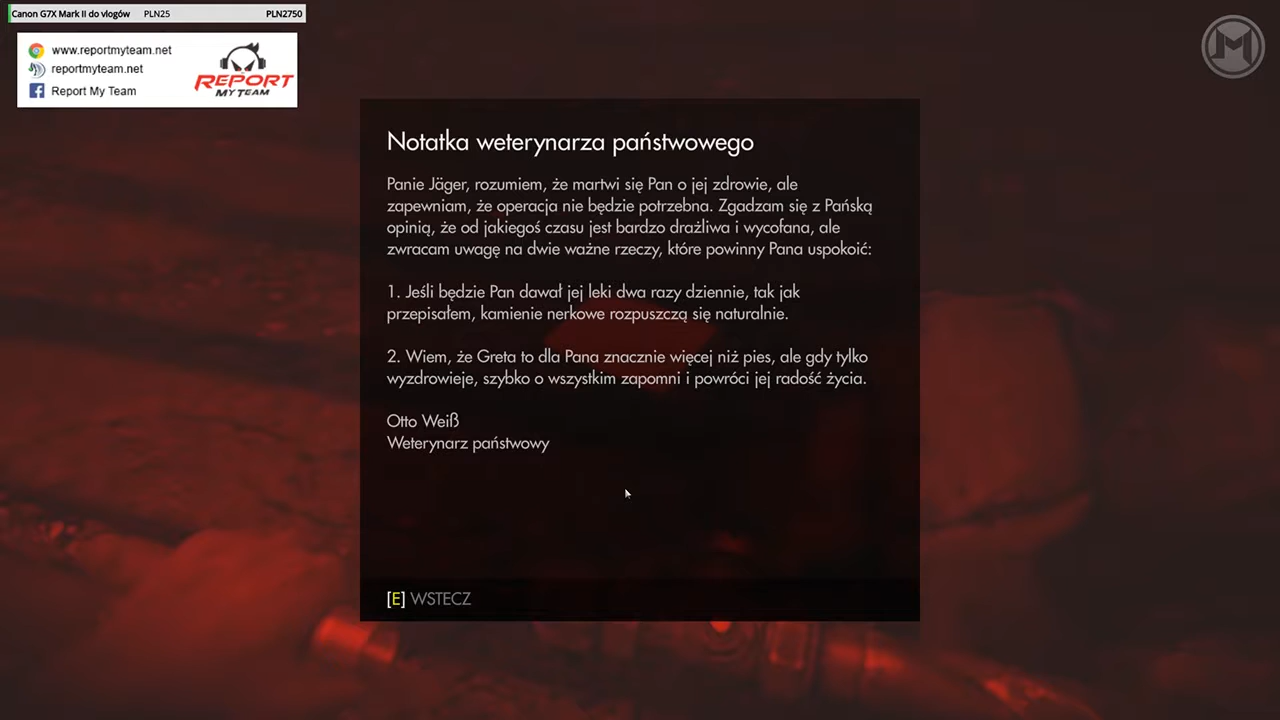 Canon G7X Mark II do vlogów PLN25 PLN2750
www.reportmyteam.net
reportmyteam.net
Report My Team
REPORT
MY TEAM
Notatka weterynarza państwowego
Panie Jäger, rozumiem, że martwi się Pan o jej zdrowie, ale
zapewniam, że operacja nie będzie potrzebna. Zgadzam się z Pańską
opinią, że od jakiegoś czasu jest bardzo drażliwa i wycofana, ale
zwracam uwagę na dwie ważne rzeczy, które powinny Pana uspokoić:
1. Jeśli będzie Pan dawał jej leki dwa razy dziennie, tak jak
przepisałem, kamienie nerkowe rozpuszczą się naturalnie.
2. Wiem, że Greta to dla Pana znacznie więcej niż pies, ale gdy tylko
wyzdrowieje, szybko o wszystkim zapomni i powróci jej radość życia.
Otto Weiß
Weterynarz państwowy
[E] WSTECZ